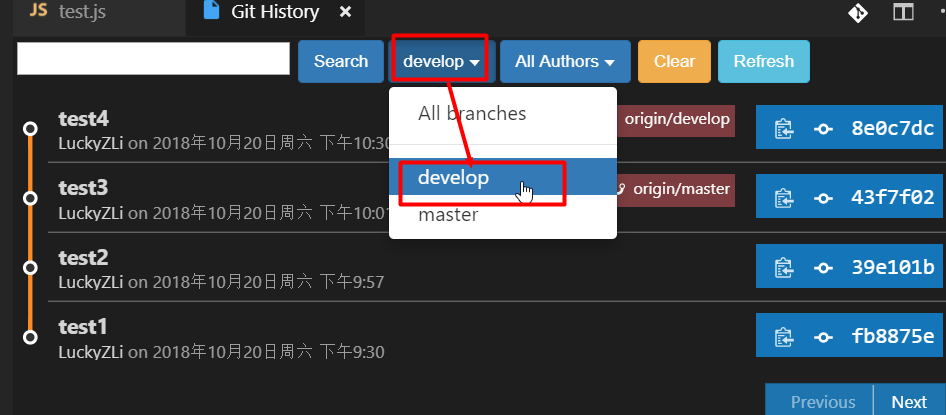 JS test.js
Git History ×
Search
develop
All Authors
Clear
Refresh
All branches
develop
master
test4
LuckyZLi on 2018年10月20日周六 下午10:30
origin/develop
8e0c7dc
test3
LuckyZLi on 2018年10月20日周六 下午10:01
origin/master
43f7f02
test2
LuckyZLi on 2018年10月20日周六 下午9:57
39e101b
test1
LuckyZLi on 2018年10月20日周六 下午9:30
fb8875e
Previous
Next